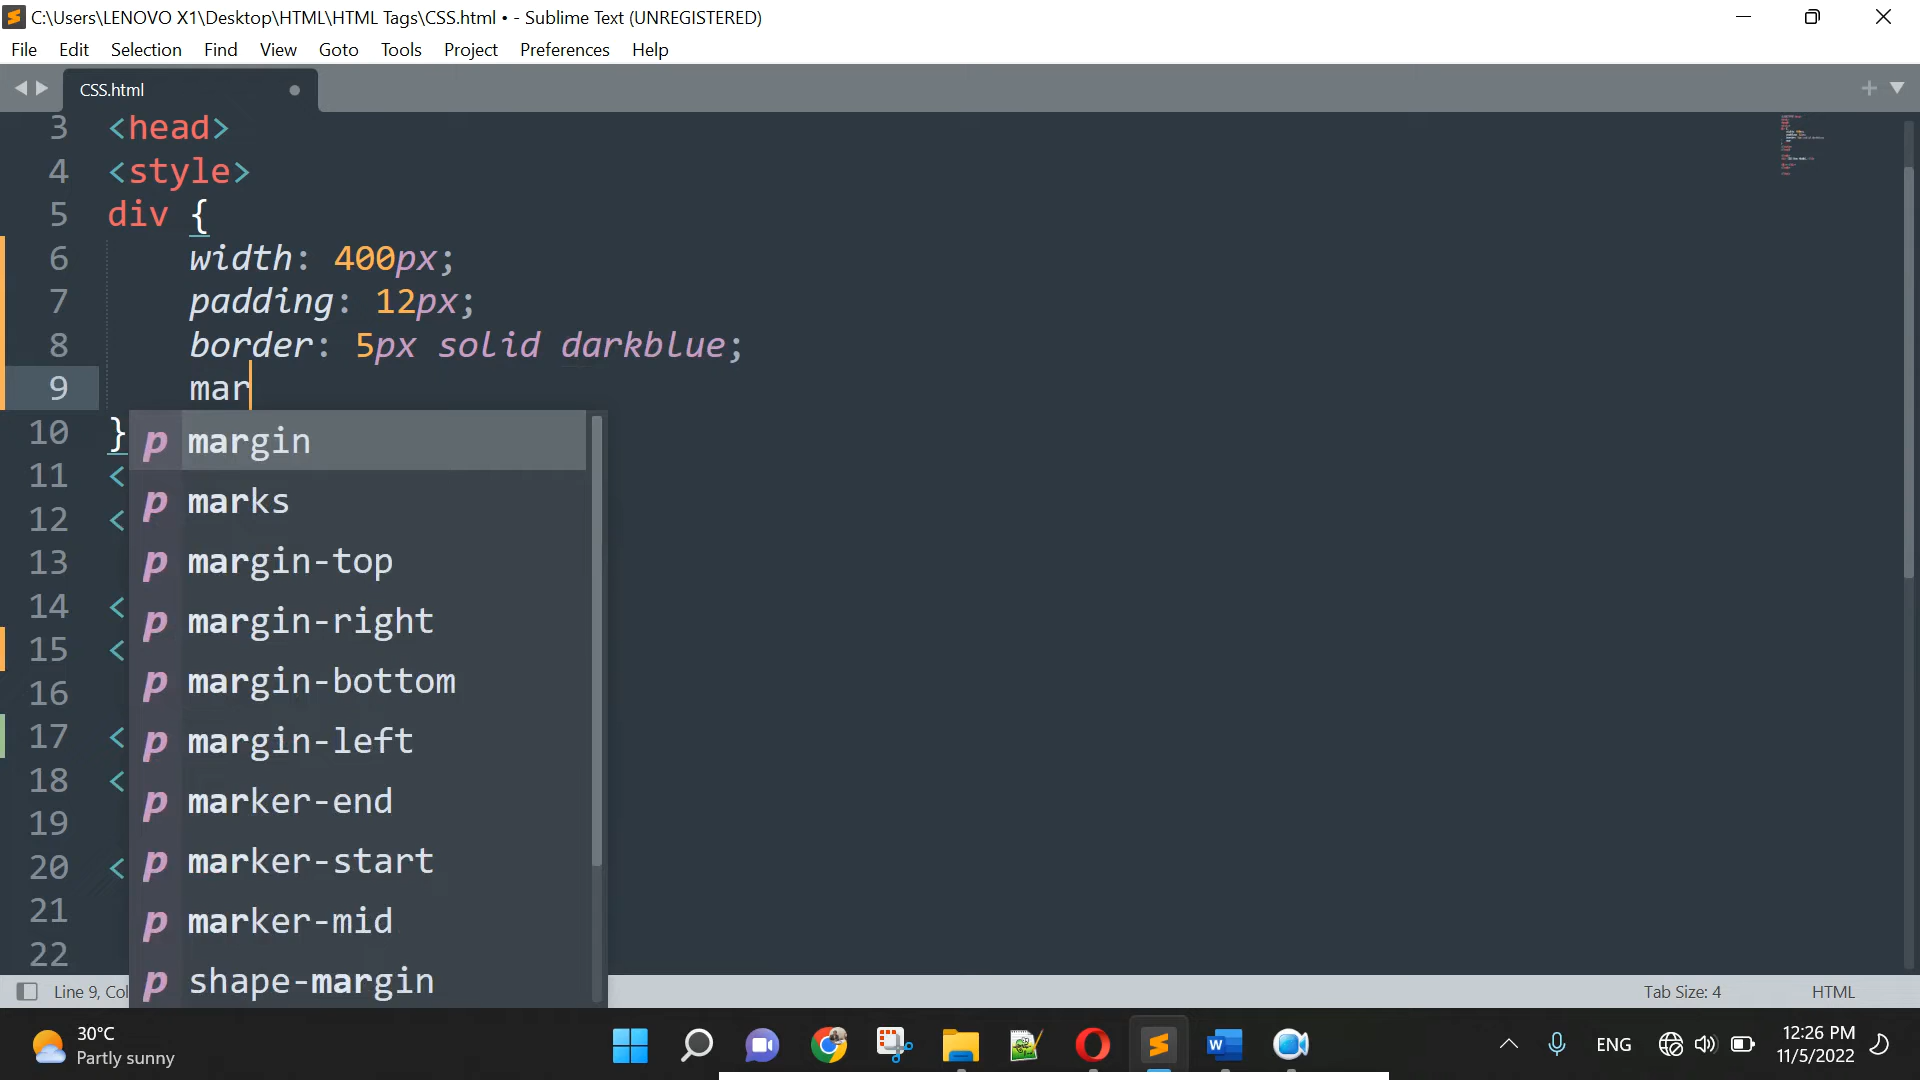 C:\Users\LENOVO X1\Desktop\HTML\HTML Tags\CSS.html • - Sublime Text (UNREGISTERED)
File Edit Selection Find View Goto Tools Project Preferences Help
CSS.html
3 <head>
4 <style>
5 div {
6 width: 400px;
7 padding: 12px;
8 border: 5px solid darkblue;
9 mar
10 }
p margin
11 <
p marks
12 <
13
p margin-top
14 <
p margin-right
15 <
16
p margin-bottom
17 <
p margin-left
18 <
p marker-end
19
20 <
p marker-start
21
p marker-mid
22
p shape-margin
Line 9, Col
Tab Size: 4
HTML
30°C
Partly sunny
ENG
12:26 PM
11/5/2022